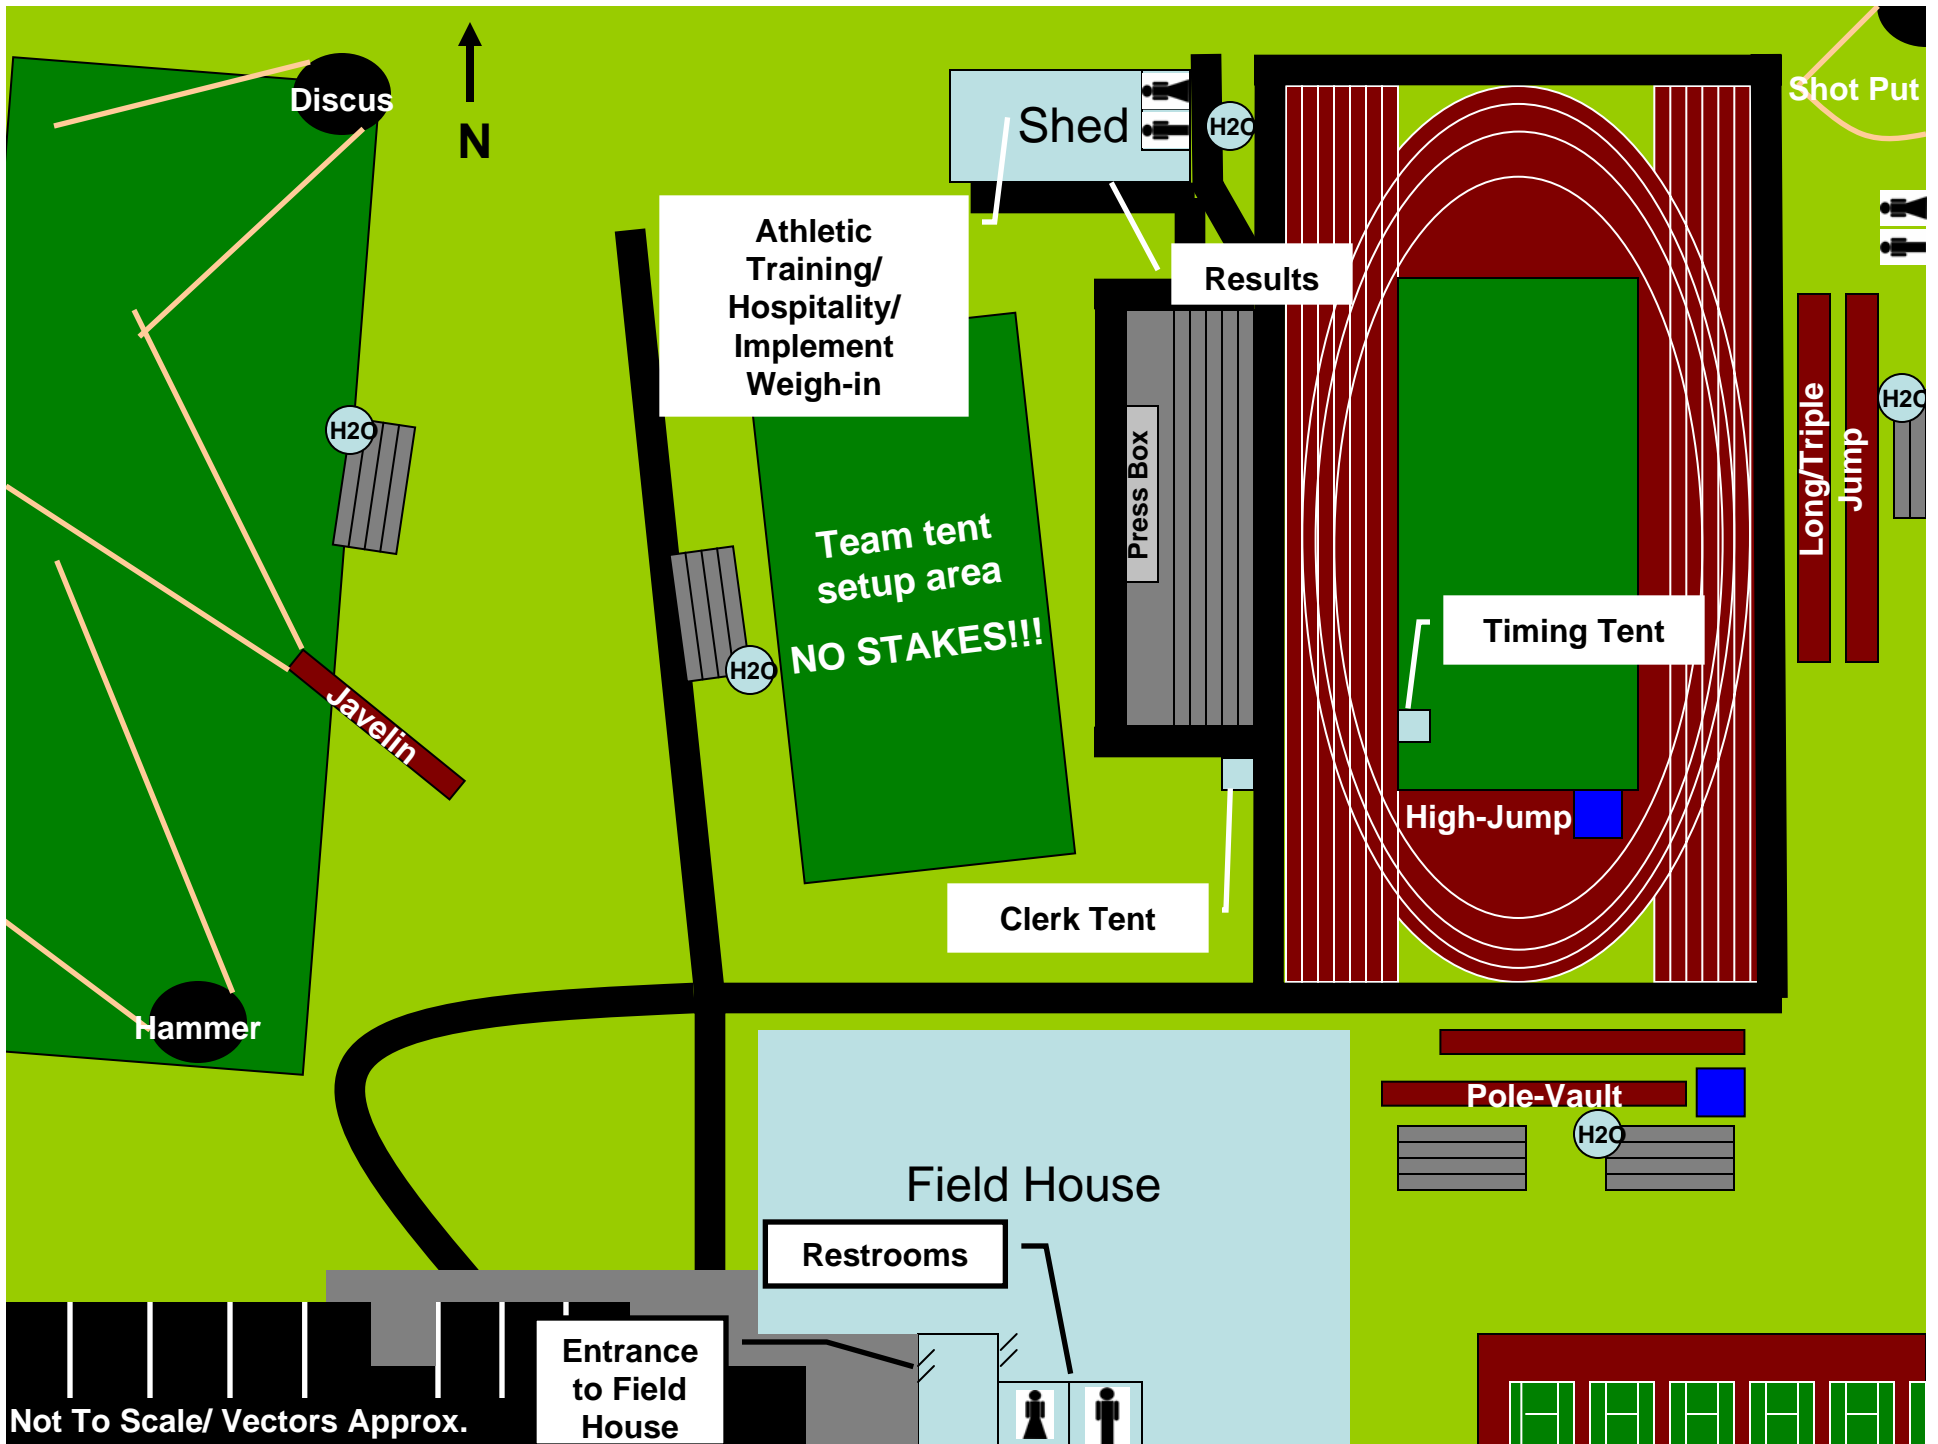 Discus
N
Shed
H2O
Shot Put
Athletic
Training/
Hospitality/
Implement
Weigh-in
Results
H2O
Press Box
Long/Triple
Jump
H2O
Team tent
setup area
NO STAKES!!!
H2O
Timing Tent
Javelin
High-Jump
Clerk Tent
Hammer
Pole-Vault
H2O
Field House
Restrooms
Entrance
to Field
House
Not To Scale/ Vectors Approx.